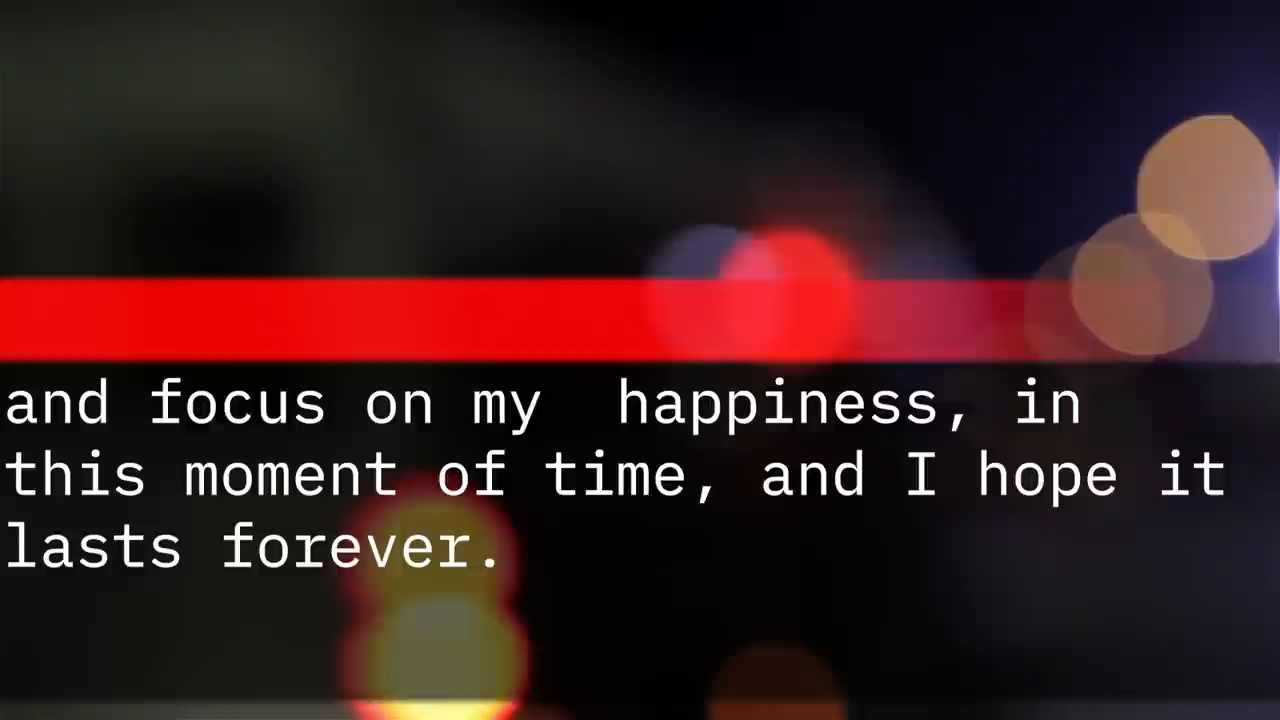 and focus on my  happiness, in
this moment of time, and I hope it
lasts forever.